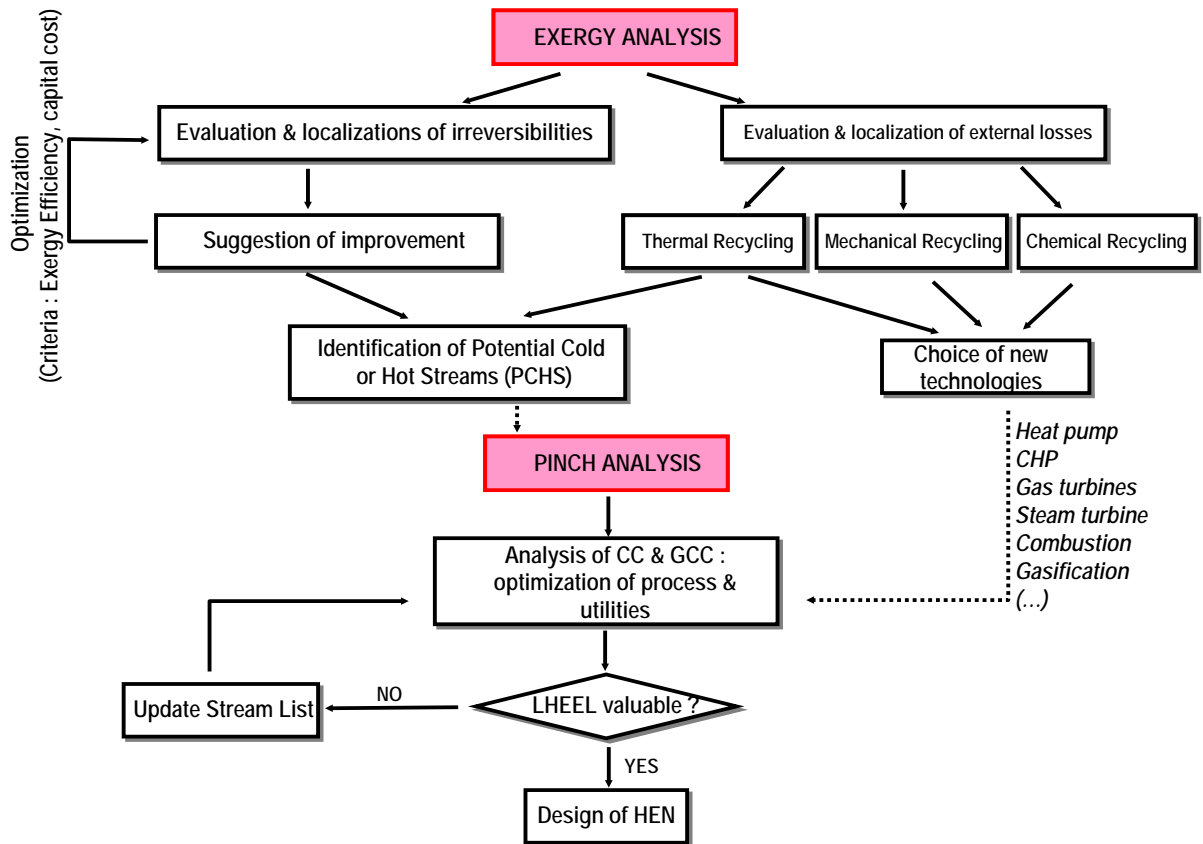 EXERGY ANALYSIS
Optimization
(Criteria : Exergy Efficiency, capital cost)
Evaluation & localizations of irreversibilities
Evaluation & localization of external losses
Suggestion of improvement
Thermal Recycling
Mechanical Recycling
Chemical Recycling
Identification of Potential Cold
or Hot Streams (PCHS)
Choice of new
technologies
Heat pump
CHP
Gas turbines
Steam turbine
Combustion
Gasification
(...)
PINCH ANALYSIS
Analysis of CC & GCC :
optimization of process &
utilities
LHEEL valuable ?
NO
Update Stream List
YES
Design of HEN